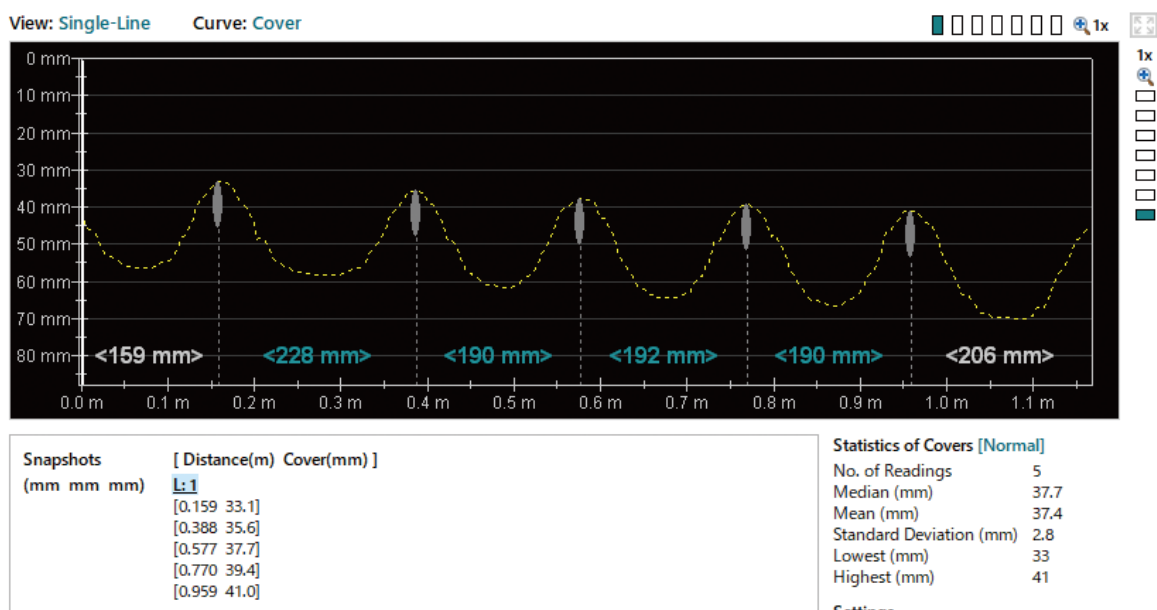 View: Single-Line Curve: Cover 1x
1x
0 mm
10 mm
20 mm
30 mm
40 mm
50 mm
60 mm
70 mm
80 mm
<159 mm> <228 mm> <190 mm> <192 mm> <190 mm> <206 mm>
0.0 m 0.1 m 0.2 m 0.3 m 0.4 m 0.5 m 0.6 m 0.7 m 0.8 m 0.9 m 1.0 m 1.1 m
Snapshots [ Distance(m) Cover(mm) ]
(mm mm mm) L: 1
[0.159 33.1]
[0.388 35.6]
[0.577 37.7]
[0.770 39.4]
[0.959 41.0]
Statistics of Covers [Normal]
No. of Readings 5
Median (mm) 37.7
Mean (mm) 37.4
Standard Deviation (mm) 2.8
Lowest (mm) 33
Highest (mm) 41
Settings